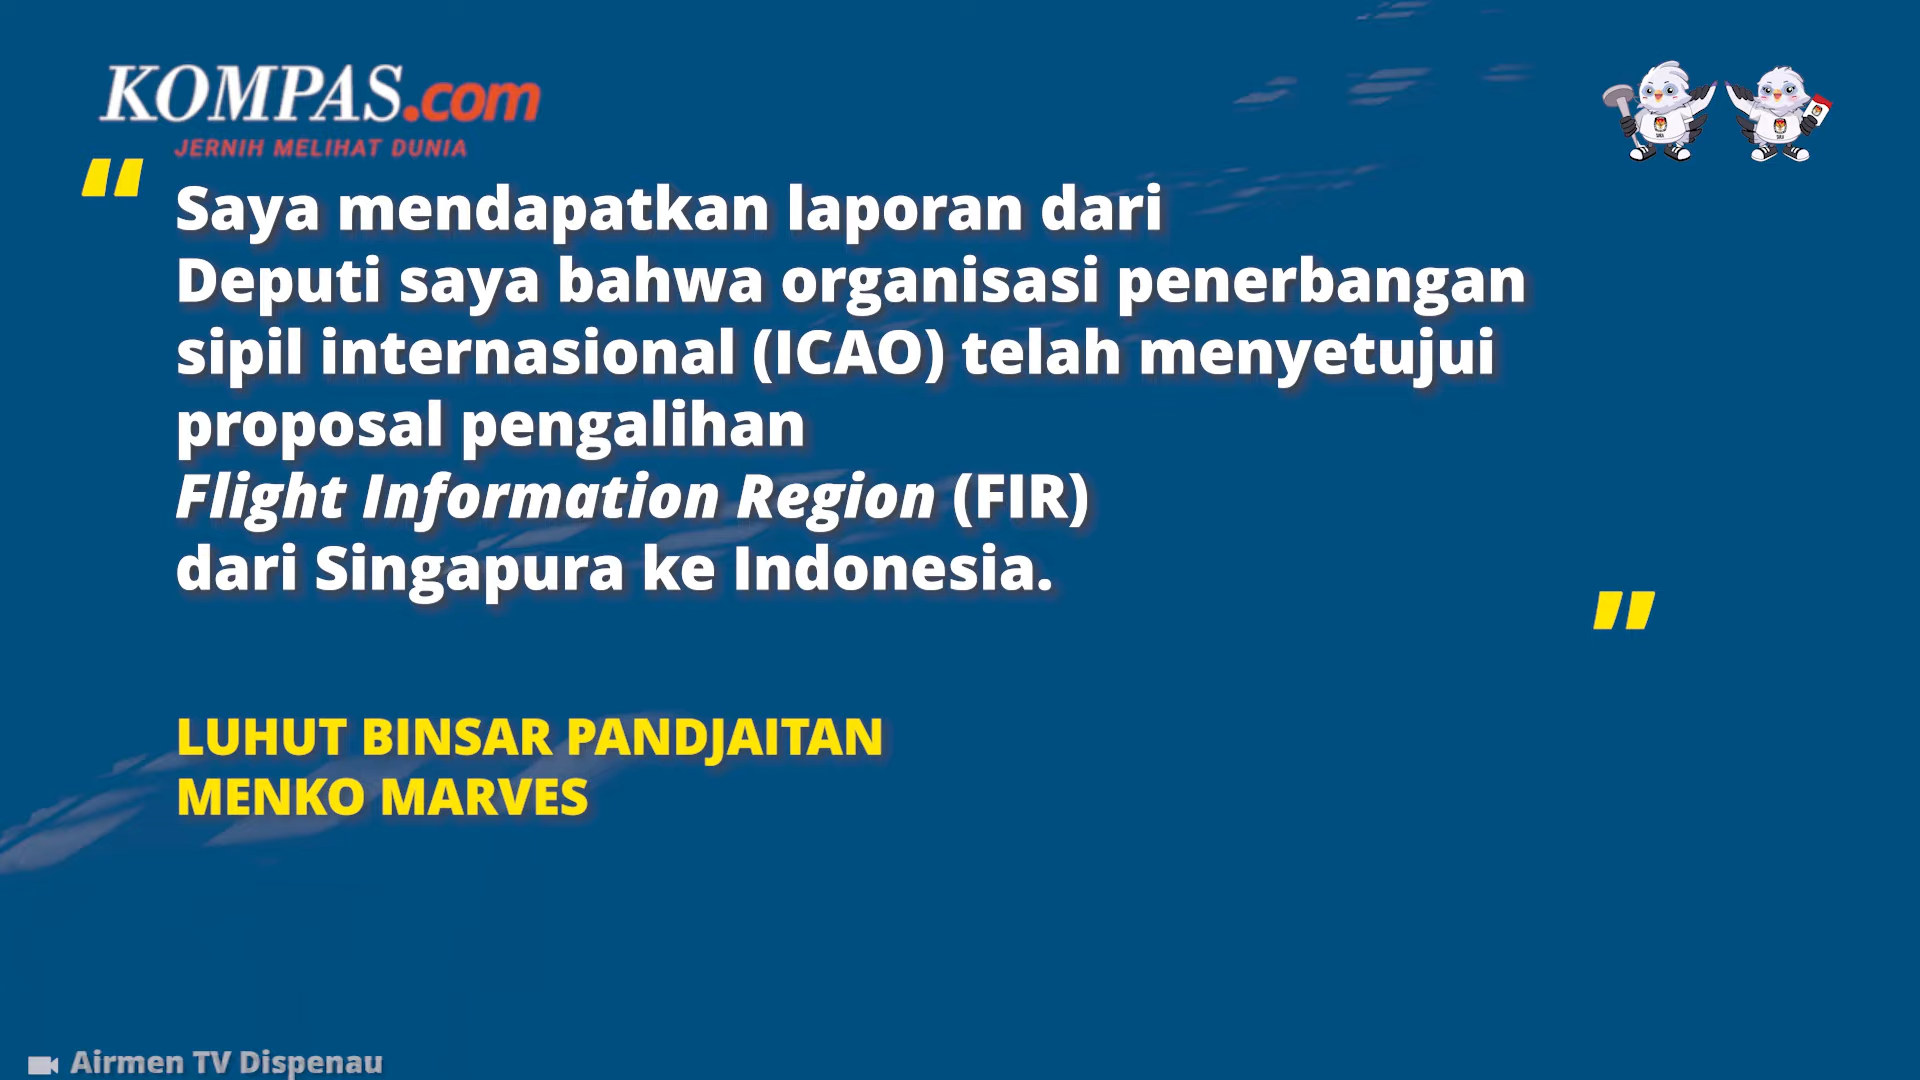 KOMPAS.com
JERNIH MELIHAT DUNIA
“
Saya mendapatkan laporan dari
Deputi saya bahwa organisasi penerbangan
sipil internasional (ICAO) telah menyetujui
proposal pengalihan
Flight Information Region (FIR)
dari Singapura ke Indonesia.
”
LUHUT BINSAR PANDJAITAN
MENKO MARVES
Airmen TV Dispenau